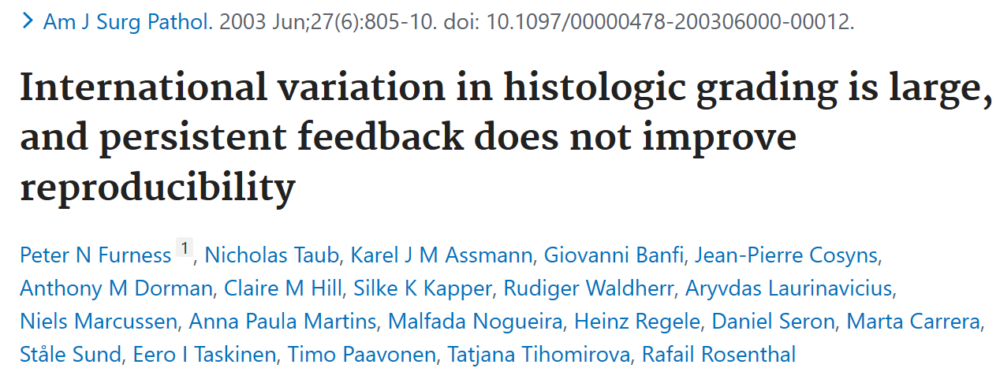 > Am J Surg Pathol. 2003 Jun;27(6):805-10. doi: 10.1097/00000478-200306000-00012.
International variation in histologic grading is large,
and persistent feedback does not improve
reproducibility
Peter N Furness 1, Nicholas Taub, Karel J M Assmann, Giovanni Banfi, Jean-Pierre Cosyns,
Anthony M Dorman, Claire M Hill, Silke K Kapper, Rudiger Waldherr, Aryvdas Laurinavicius,
Niels Marcussen, Anna Paula Martins, Malfada Nogueira, Heinz Regele, Daniel Seron, Marta Carrera,
Ståle Sund, Eero I Taskinen, Timo Paavonen, Tatjana Tihomirova, Rafail Rosenthal